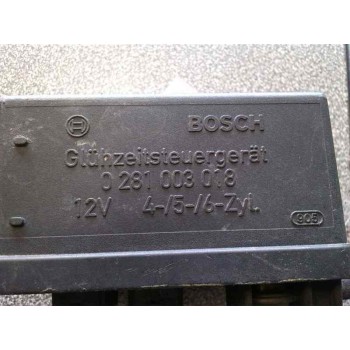 BOSCH
Glühzeitsteuergerät
0 281 003 018
12V 4-/5-/6-Zyl.
905